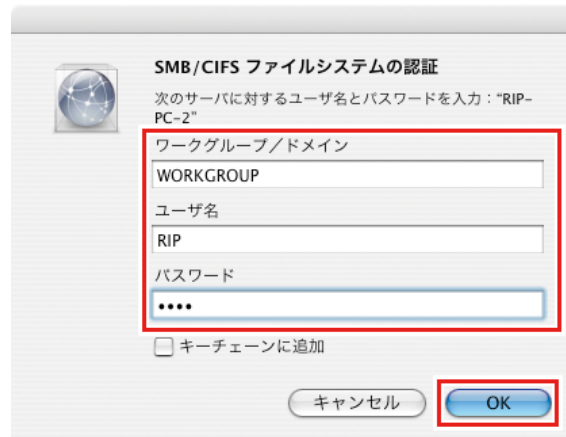 SMB/CIFS ファイルシステムの認証
次のサーバに対するユーザ名とパスワードを入力：“RIP-
PC-2”
ワークグループ／ドメイン
WORKGROUP
ユーザ名
RIP
パスワード
••••
キーチェーンに追加
キャンセル OK